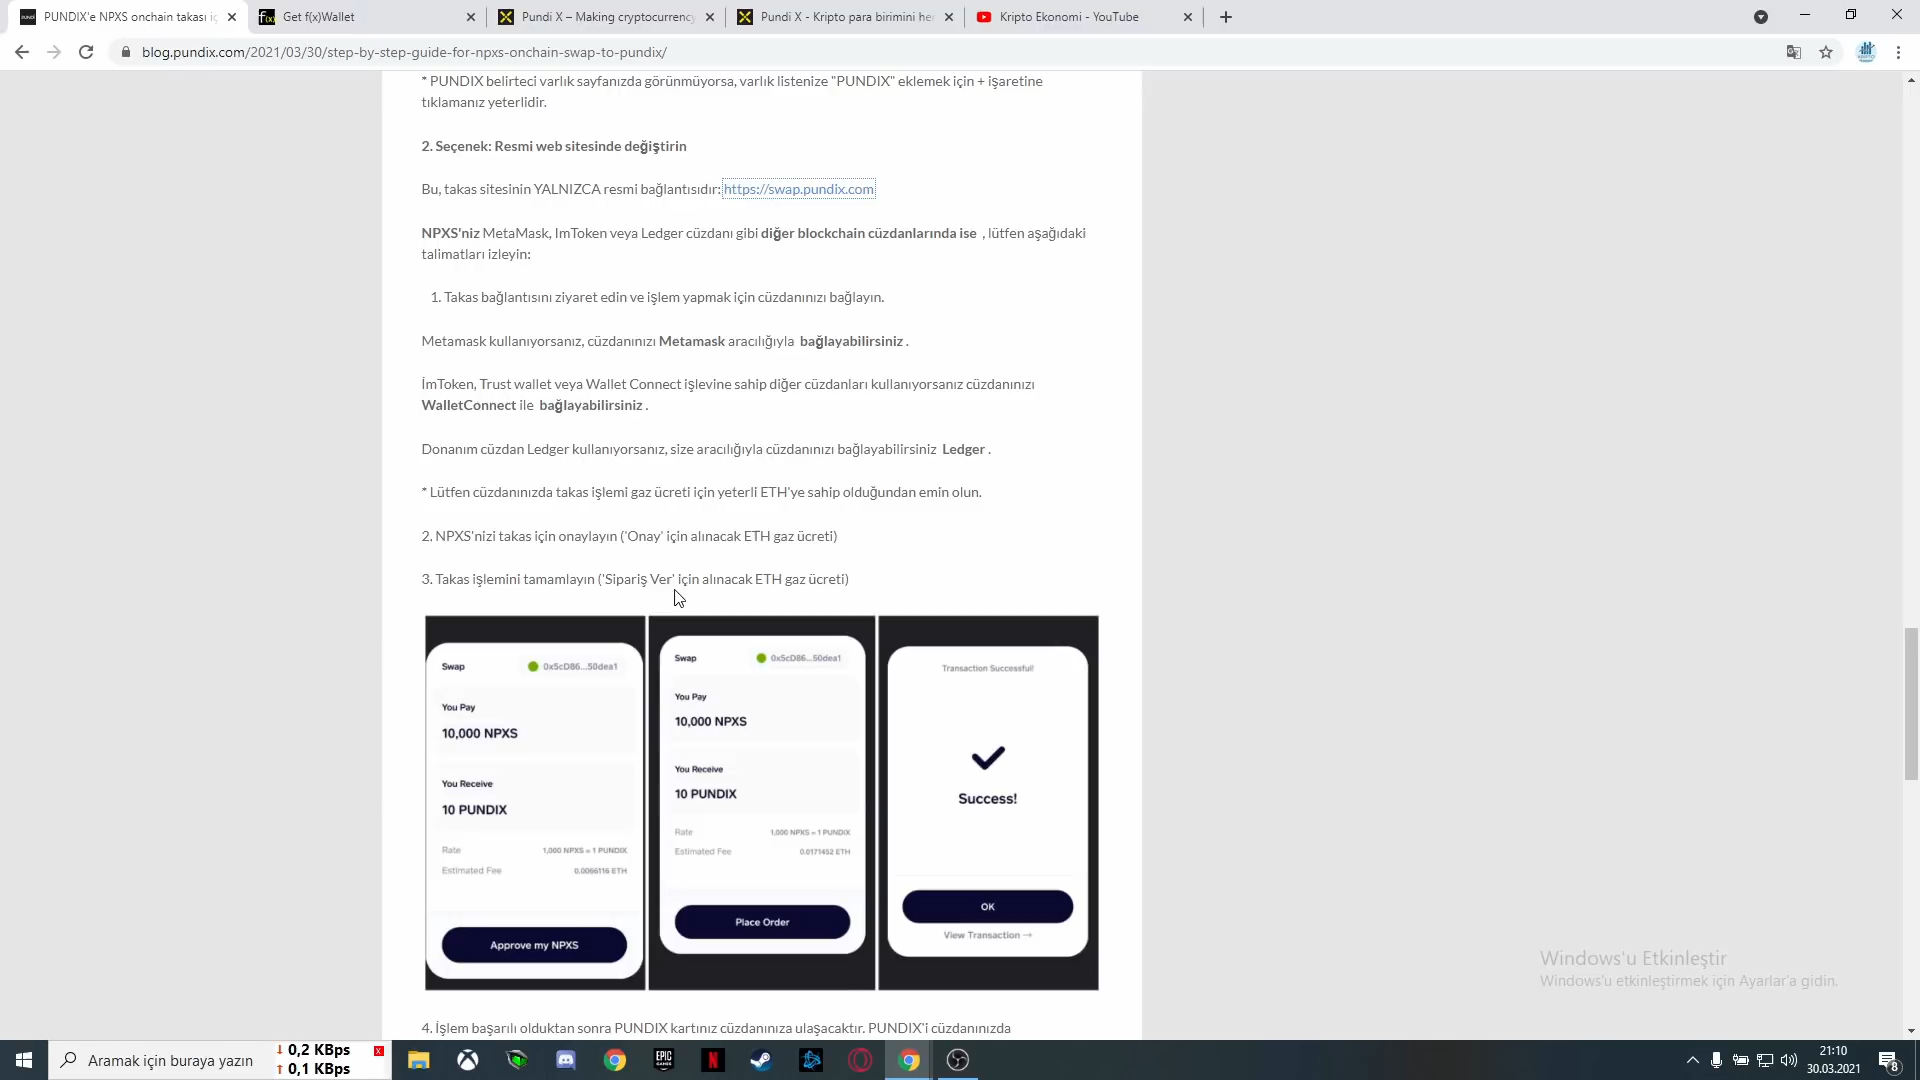 PUNDIX'e NPXS onchain takası iç
Get f(x)Wallet
Pundi X – Making cryptocurrency
Pundi X - Kripto para birimini he
Kripto Ekonomi - YouTube
blog.pundix.com/2021/03/30/step-by-step-guide-for-npxs-onchain-swap-to-pundix/
* PUNDIX belirteci varlık sayfanızda görünmüyorsa, varlık listenize "PUNDIX" eklemek için + işaretine
tıklamanız yeterlidir.
2. Seçenek: Resmi web sitesinde değiştirin
Bu, takas sitesinin YALNIZCA resmi bağlantısıdır: https://swap.pundix.com
NPXS'niz MetaMask, ImToken veya Ledger cüzdanı gibi diğer blockchain cüzdanlarında ise , lütfen aşağıdaki
talimatları izleyin:
1. Takas bağlantısını ziyaret edin ve işlem yapmak için cüzdanınızı bağlayın.
Metamask kullanıyorsanız, cüzdanınızı Metamask aracılığıyla bağlayabilirsiniz .
İmToken, Trust wallet veya Wallet Connect işlevine sahip diğer cüzdanları kullanıyorsanız cüzdanınızı
WalletConnect ile bağlayabilirsiniz .
Donanım cüzdan Ledger kullanıyorsanız, size aracılığıyla cüzdanınızı bağlayabilirsiniz Ledger .
* Lütfen cüzdanınızda takas işlemi gaz ücreti için yeterli ETH'ye sahip olduğundan emin olun.
2. NPXS'nizi takas için onaylayın ('Onay' için alınacak ETH gaz ücreti)
3. Takas işlemini tamamlayın ('Sipariş Ver' için alınacak ETH gaz ücreti)
Swap 0x5cD86...50dea1
You Pay
10,000 NPXS
You Receive
10 PUNDIX
Rate 1,000 NPXS = 1 PUNDIX
Estimated Fee 0.0066116 ETH
Approve my NPXS
Swap 0x5cD86...50dea1
You Pay
10,000 NPXS
You Receive
10 PUNDIX
Rate 1,000 NPXS = 1 PUNDIX
Estimated Fee 0.0171452 ETH
Place Order
Transaction Successful!
Success!
OK
View Transaction →
4. İşlem başarılı olduktan sonra PUNDIX kartınız cüzdanınıza ulaşacaktır. PUNDIX'i cüzdanınızda
Windows'u Etkinleştir
Windows'u etkinleştirmek için Ayarlar'a gidin.
Aramak için buraya yazın
↓ 0,2 KBps
↑ 0,1 KBps
x
EPIC
GAMES
21:10
30.03.2021
8